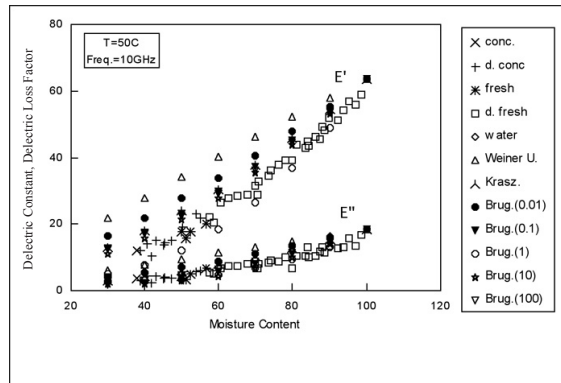 80
60
40
20
0
20
40
60
80
100
120
Delectric Constant, Delectric Loss Factor
Moisture Content
T=50C
Freq.=10GHz
E'
E"
conc.
d. conc
fresh
d. fresh
water
Weiner U.
Krasz.
Brug.(0.01)
Brug.(0.1)
Brug.(1)
Brug.(10)
Brug.(100)